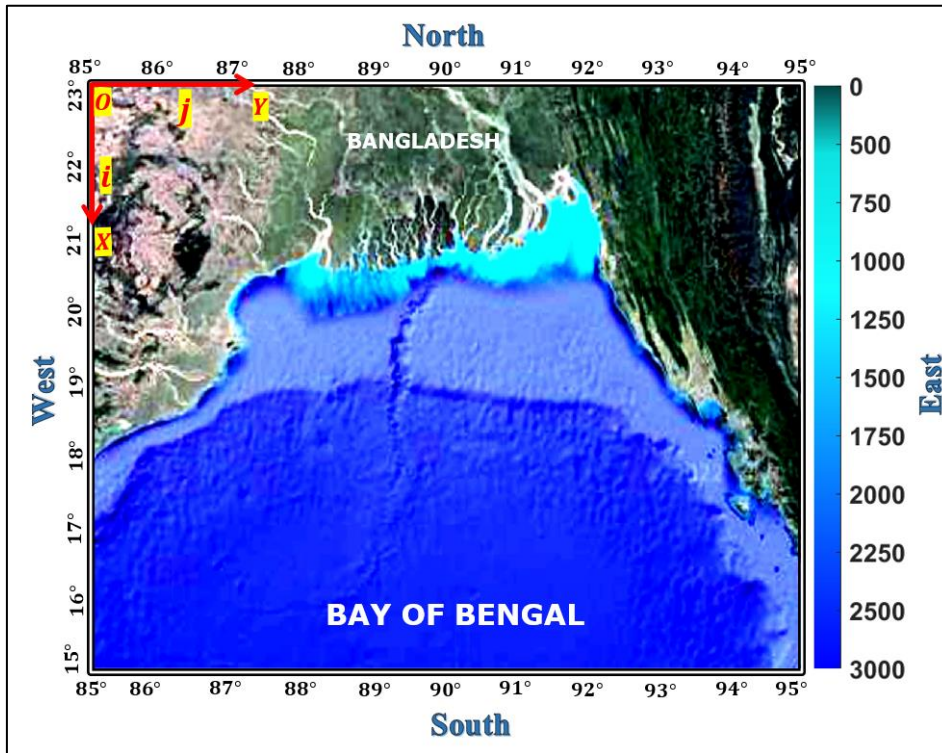 North
85° 86° 87° 88° 89° 90° 91° 92° 93° 94° 95°
23° 22° 21° 20° 19° 18° 17° 16° 15°
O j Y
i
X
BANGLADESH
West
East
0
500
750
1000
1250
1500
1750
2000
2250
2500
3000
BAY OF BENGAL
85° 86° 87° 88° 89° 90° 91° 92° 93° 94° 95°
South